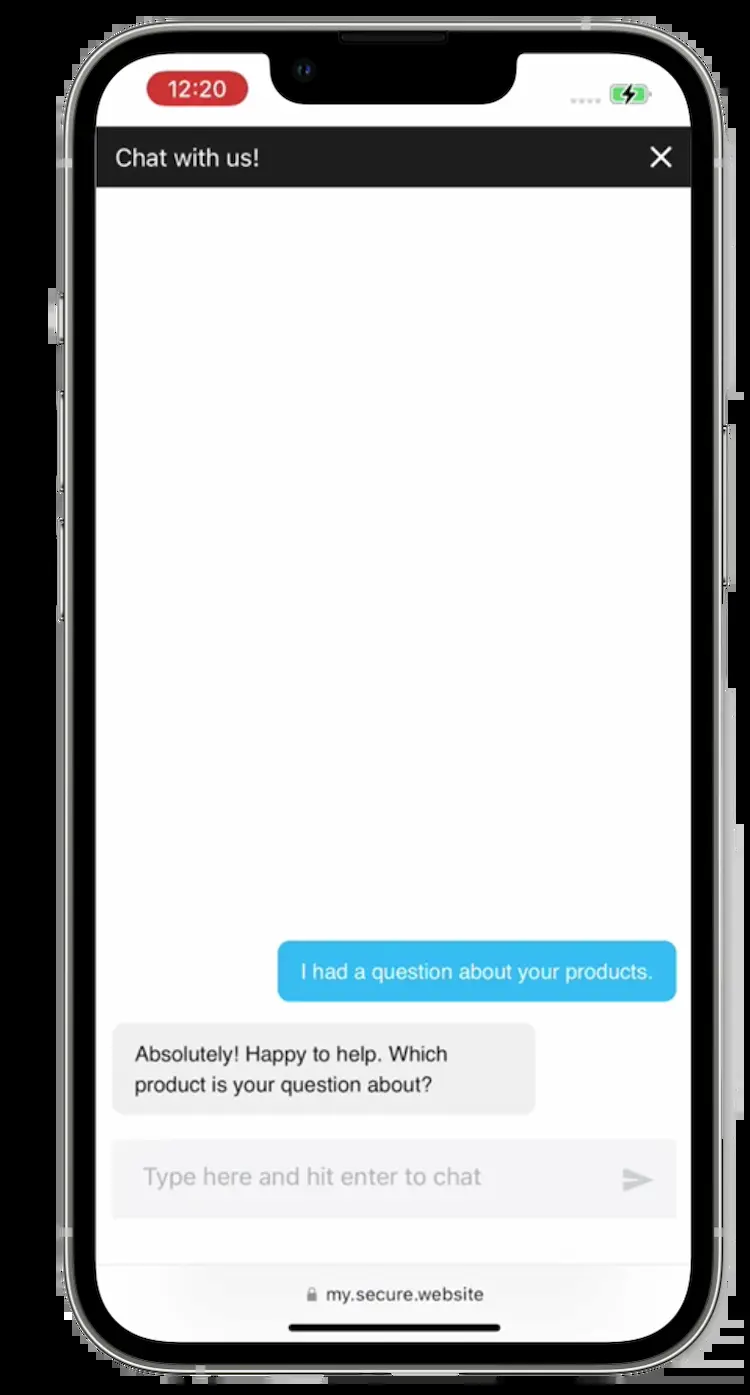 12:20
Chat with us!
I had a question about your products.
Absolutely! Happy to help. Which
product is your question about?
Type here and hit enter to chat
my.secure.website